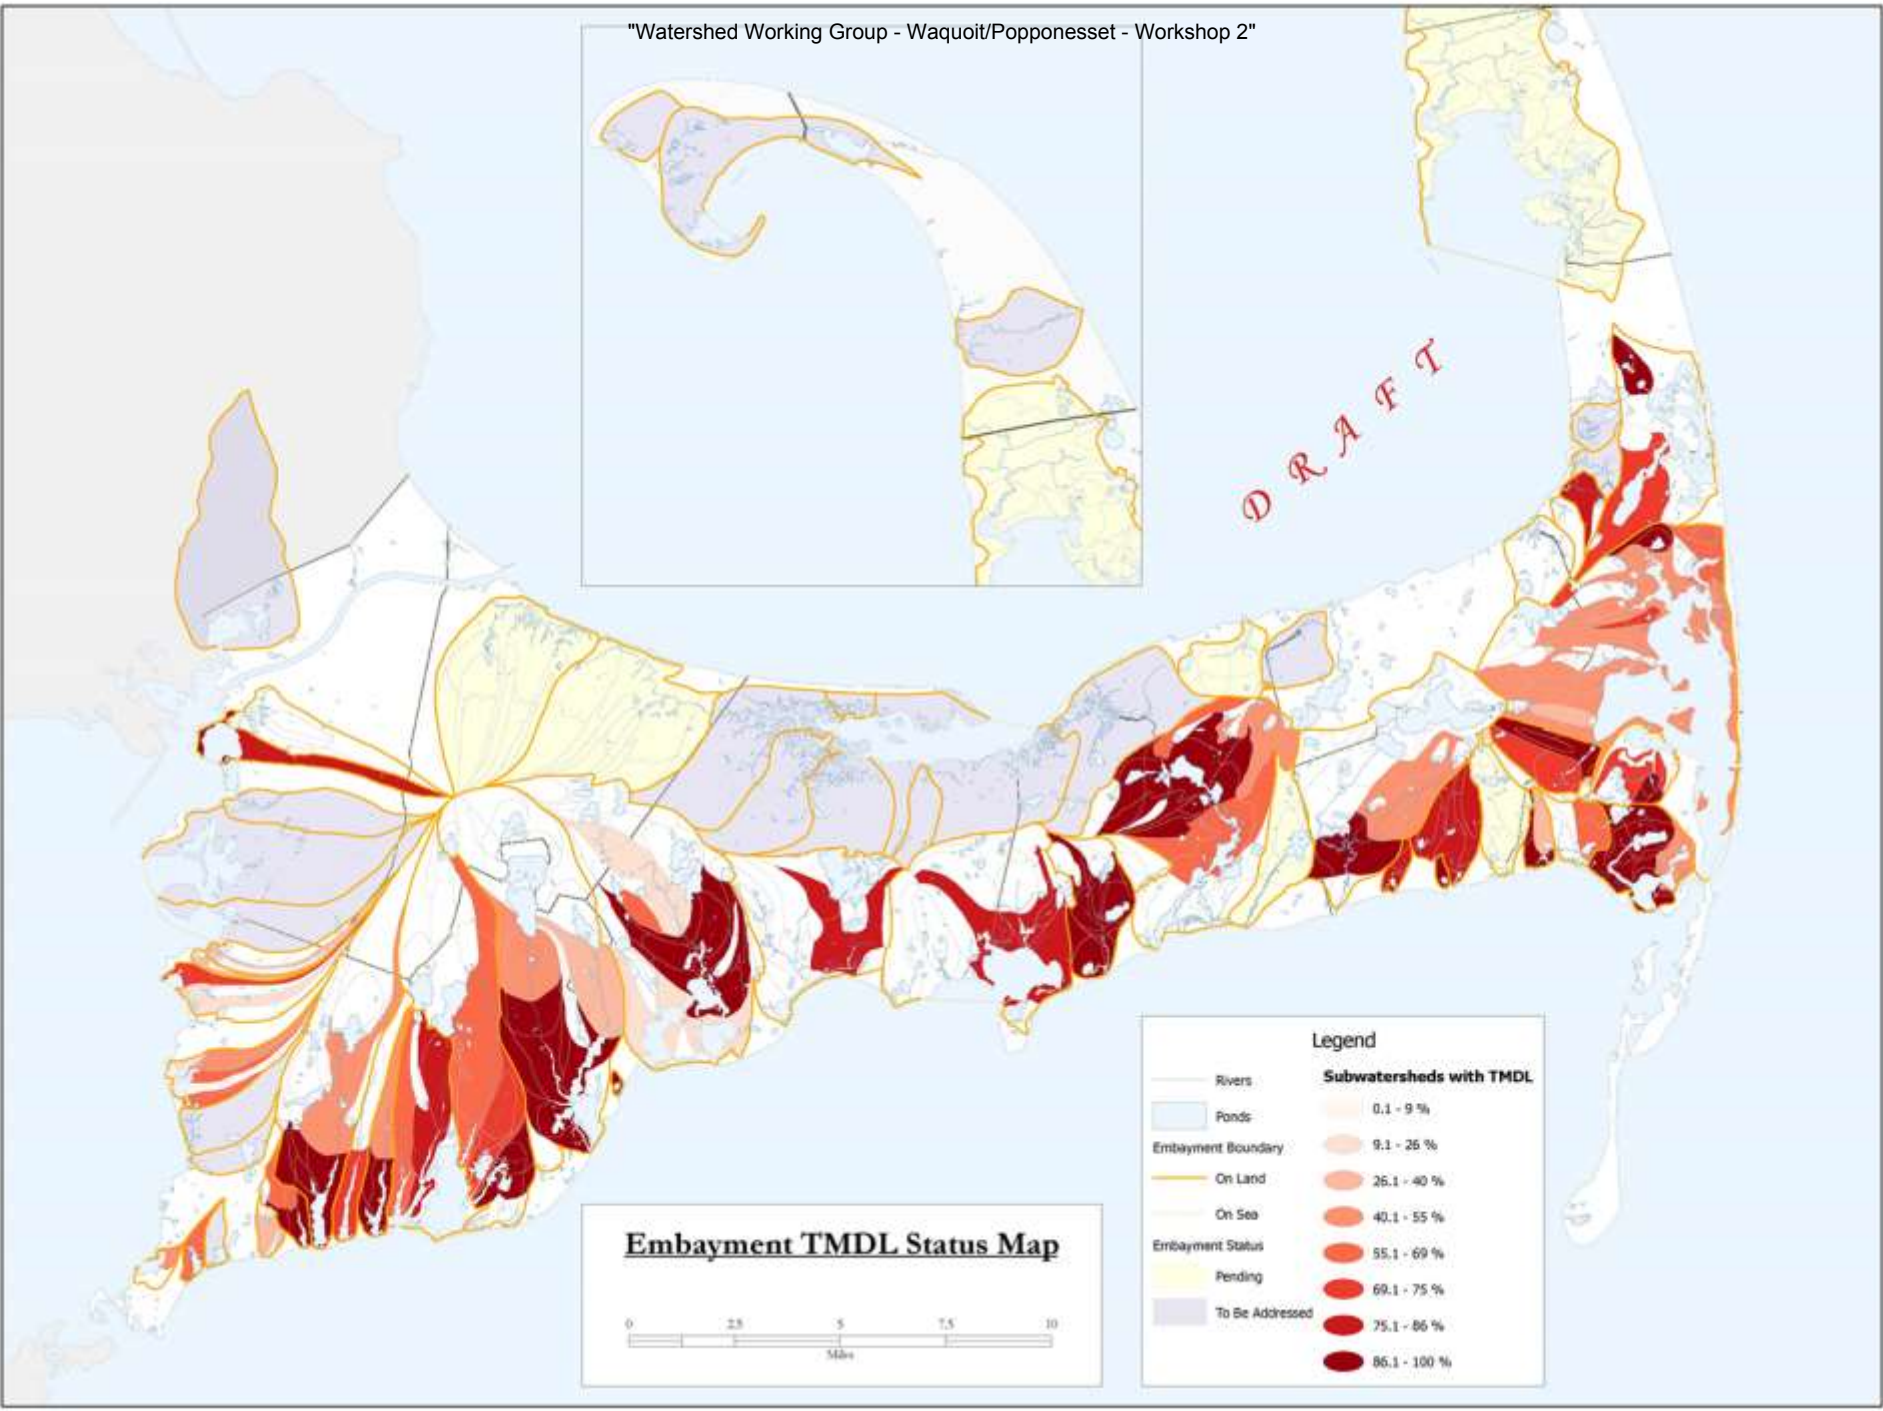 "Watershed Working Group - Waquoit/Popponesset - Workshop 2"
D R A F T
Legend
Rivers
Ponds
Embayment Boundary
On Land
On Sea
Embayment Status
Pending
To Be Addressed
Subwatersheds with TMDL
0.1 - 9 %
9.1 - 26 %
26.1 - 40 %
40.1 - 55 %
55.1 - 69 %
69.1 - 75 %
75.1 - 86 %
86.1 - 100 %
Embayment TMDL Status Map
0 2.5 5 7.5 10
Miles